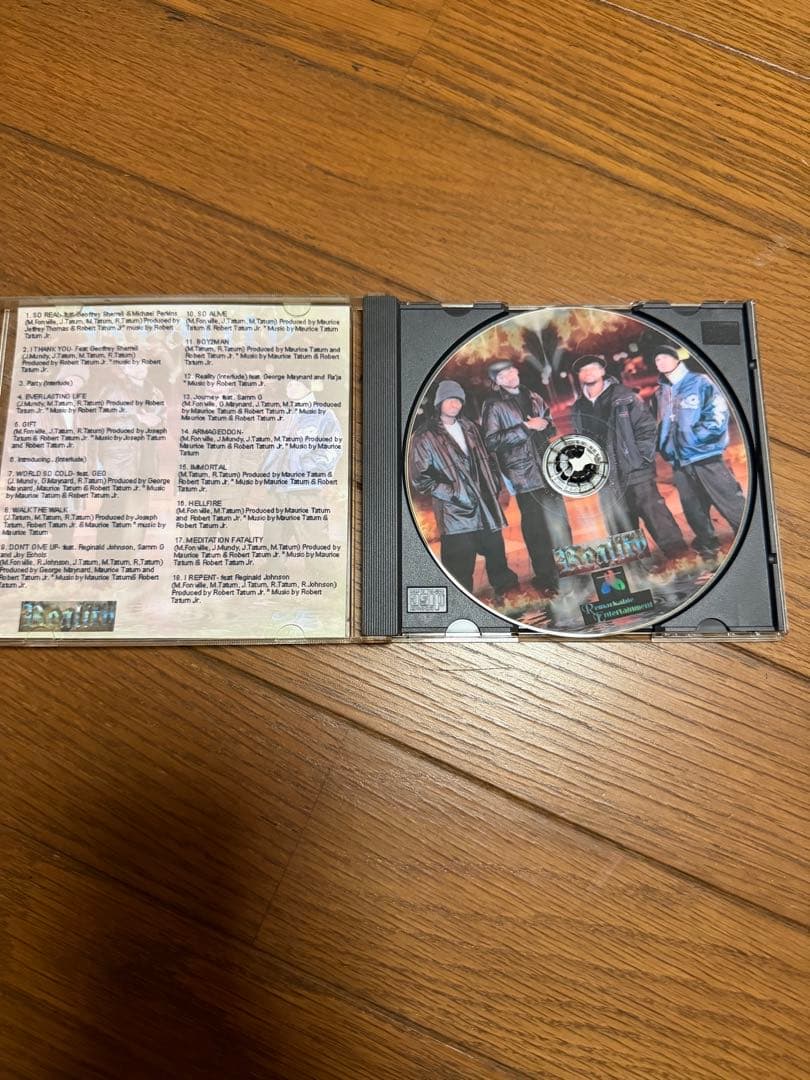 1. SO REAL- feat. Geoffrey Sherrell & Michael Perkins
(M.Fonville, J.Tatum, M.Tatum, R.Tatum) Produced by
Jeffrey Thomas & Robert Tatum Jr* music by Robert
Tatum Jr.
2. I THANK YOU- Feat. Geoffrey Sherrell
(J.Mundy, J.Tatum, M.Tatum, R.Tatum)
Produced by Robert Tatum Jr. * music by Robert
Tatum Jr.
3. Party (Interlude)
4. EVERLASTING LIFE
(J.Mundy, J.Tatum, M.Tatum, R.Tatum) Produced by Robert
Tatum Jr. * Music by Robert Tatum Jr.
5. GIFT
(M.Fonville, J.Tatum, R.Tatum) Produced by Joseph
Tatum & Robert Tatum Jr. * Music by Joseph Tatum
and Robert Tatum Jr.
6. Introducing.. (Interlude)
7. WORLD SO COLD- feat. GEO
(J. Mundy, G.Maynard, R.Tatum) Produced by George
Maynard, Maurice Tatum & Robert Tatum Jr. * Music
by Maurice Tatum & Robert Tatum Jr.
8. WALK THE WALK
(J.Tatum, M.Tatum, R.Tatum) Produced by Joseph
Tatum, Robert Tatum Jr. & Maurice Tatum * music by
Maurice Tatum
9. DON'T GIVE UP- feat. Reginald Johnson, Samm G
and Joy Echols
(M.Fonville, R.Johnson, J.Tatum, M.Tatum, R.Tatum)
Produced by George Maynard, Maurice Tatum and
Robert Tatum Jr. * Music by Maurice Tatum& Robert
Tatum Jr.
Reality
10. SO ALIVE
(M.Fonville, J.Tatum, M.Tatum) Produced by Maurice
Tatum & Robert Tatum Jr. * Music by Maurice Tatum
& Robert Tatum Jr.
11. BOYZMAN
(M.Tatum, R.Tatum) Produced by Maurice Tatum and
Robert Tatum Jr. * Music by Maurice Tatum & Robert
Tatum Jr.
12. Reality (Interlude) feat. George Maynard and Ra'ja
* Music by Robert Tatum Jr.
13. Journey- feat. Samm G
(M.Fonville, G.Maynard, J.Tatum, M.Tatum)
Produced by Maurice Tatum & Robert Tatum Jr. * Music by
Maurice Tatum & Robert Tatum Jr.
14. ARMAGEDDON-
(M.Fonville, J.Mundy, J.Tatum, M.Tatum) Produced by
Maurice Tatum & Robert Tatum Jr. * Music by Maurice
Tatum & Robert Tatum Jr.
15. IMMORTAL
(M.Tatum, R.Tatum) Produced by Maurice Tatum &
Robert Tatum Jr. * Music by Maurice Tatum & Robert
Tatum Jr.
16. HELLFIRE
(M.Fonville, M.Tatum) Produced by Maurice Tatum
and Robert Tatum Jr. * Music by Maurice Tatum &
Robert Tatum Jr.
17. MEDITATION FATALITY
(M.Fonville, J.Mundy, J.Tatum, M.Tatum) Produced by
Maurice Tatum & Robert Tatum Jr. * Music by Maurice
Tatum & Robert Tatum Jr.
18. I REPENT- feat Reginald Johnson
(M.Fonville, M.Tatum, J.Tatum, R.Tatum, R.Johnson)
Produced by Robert Tatum Jr. * Music by Robert
Tatum Jr.
Reality
Remarkable
Entertainment